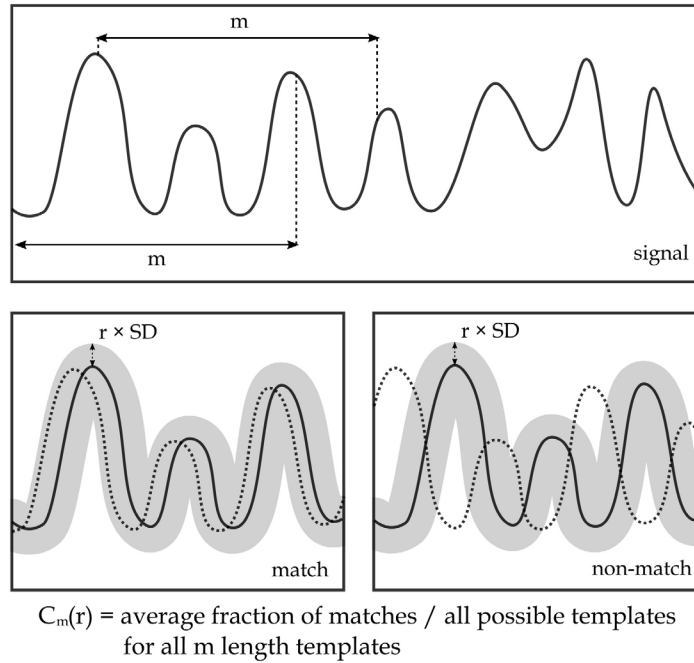 m
m
signal
r × SD
match
r × SD
non-match
Cm(r) = average fraction of matches / all possible templates
for all m length templates